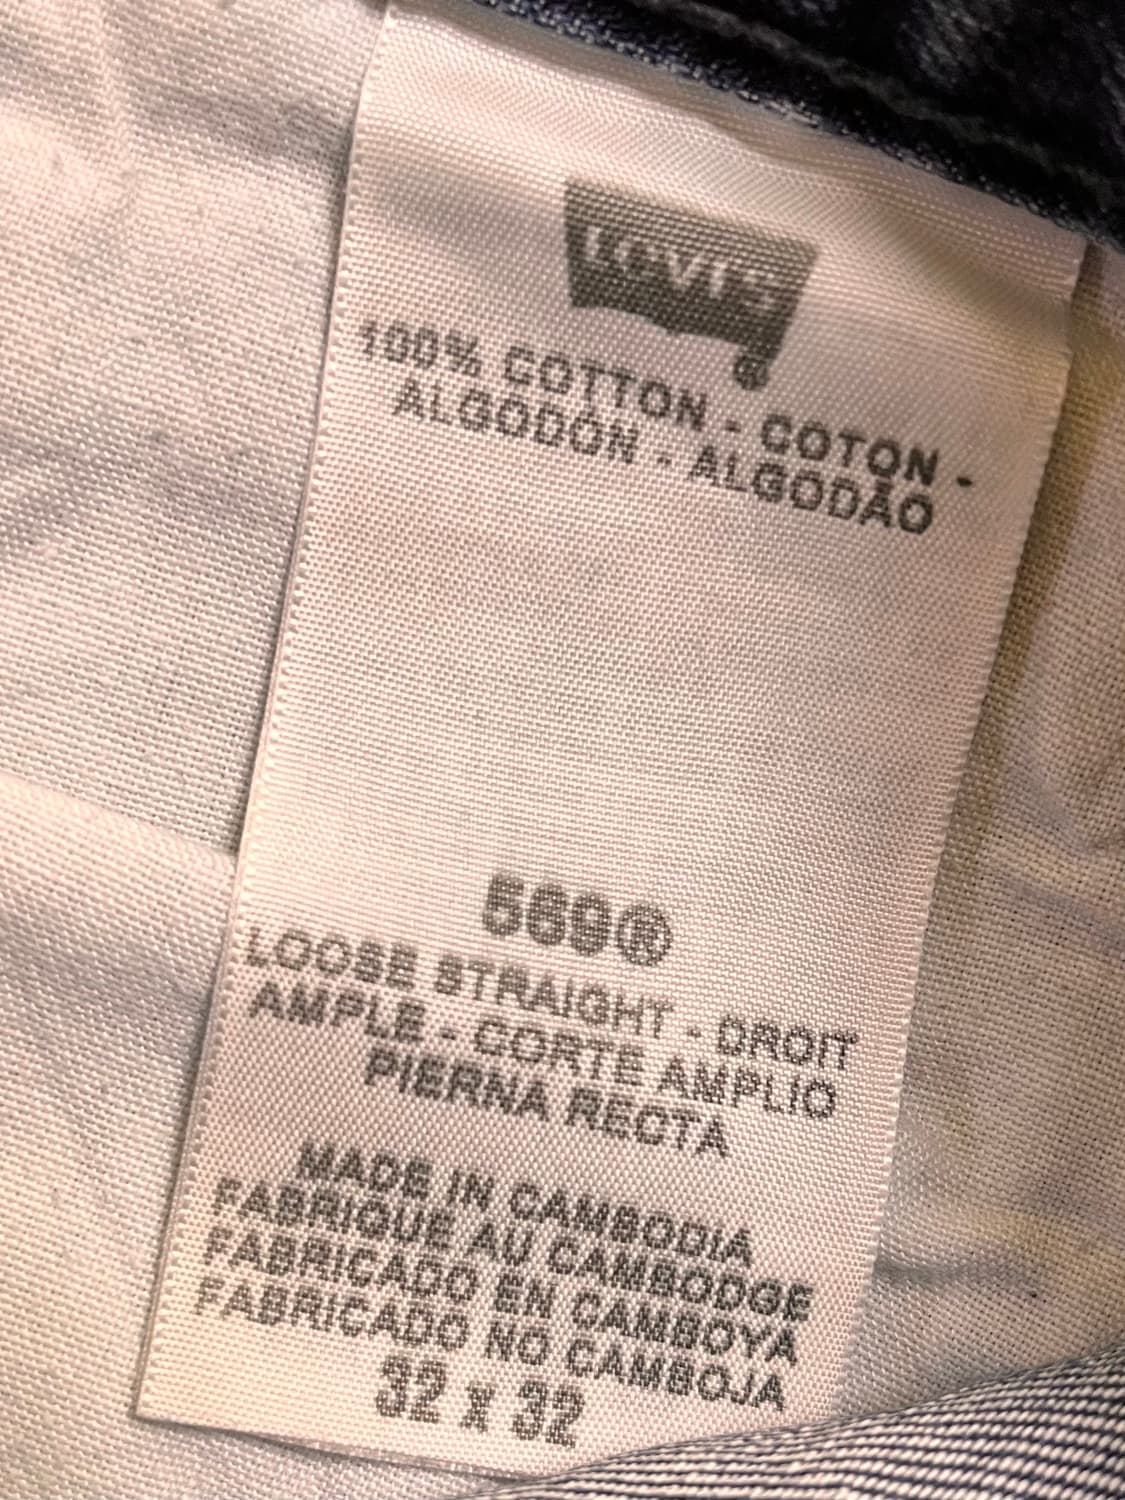 LEVI'S®
100% COTTON - COTON -
ALGODÓN - ALGODÃO
569®
LOOSE STRAIGHT - DROIT
AMPLE - CORTE AMPLIO
PIERNA RECTA
MADE IN CAMBODIA
FABRIQUE AU CAMBODGE
FABRICADO EN CAMBOYA
FABRICADO NO CAMBOJA
32 x 32